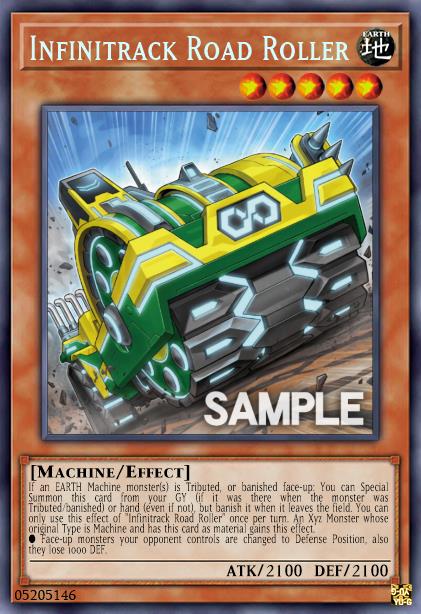 INFINITRACK ROAD ROLLER
EARTH
地
SAMPLE
[MACHINE/EFFECT]
If an EARTH Machine monster(s) is Tributed, or banished face-up: You can Special
Summon this card from your GY (if it was there when the monster was
Tributed/banished) or hand (even if not), but banish it when it leaves the field. You can
only use this effect of "Infinitrack Road Roller" once per turn. An Xyz Monster whose
original Type is Machine and has this card as material gains this effect.
● Face-up monsters your opponent controls are changed to Defense Position, also
they lose 1000 DEF.
ATK/2100 DEF/2100
05205146